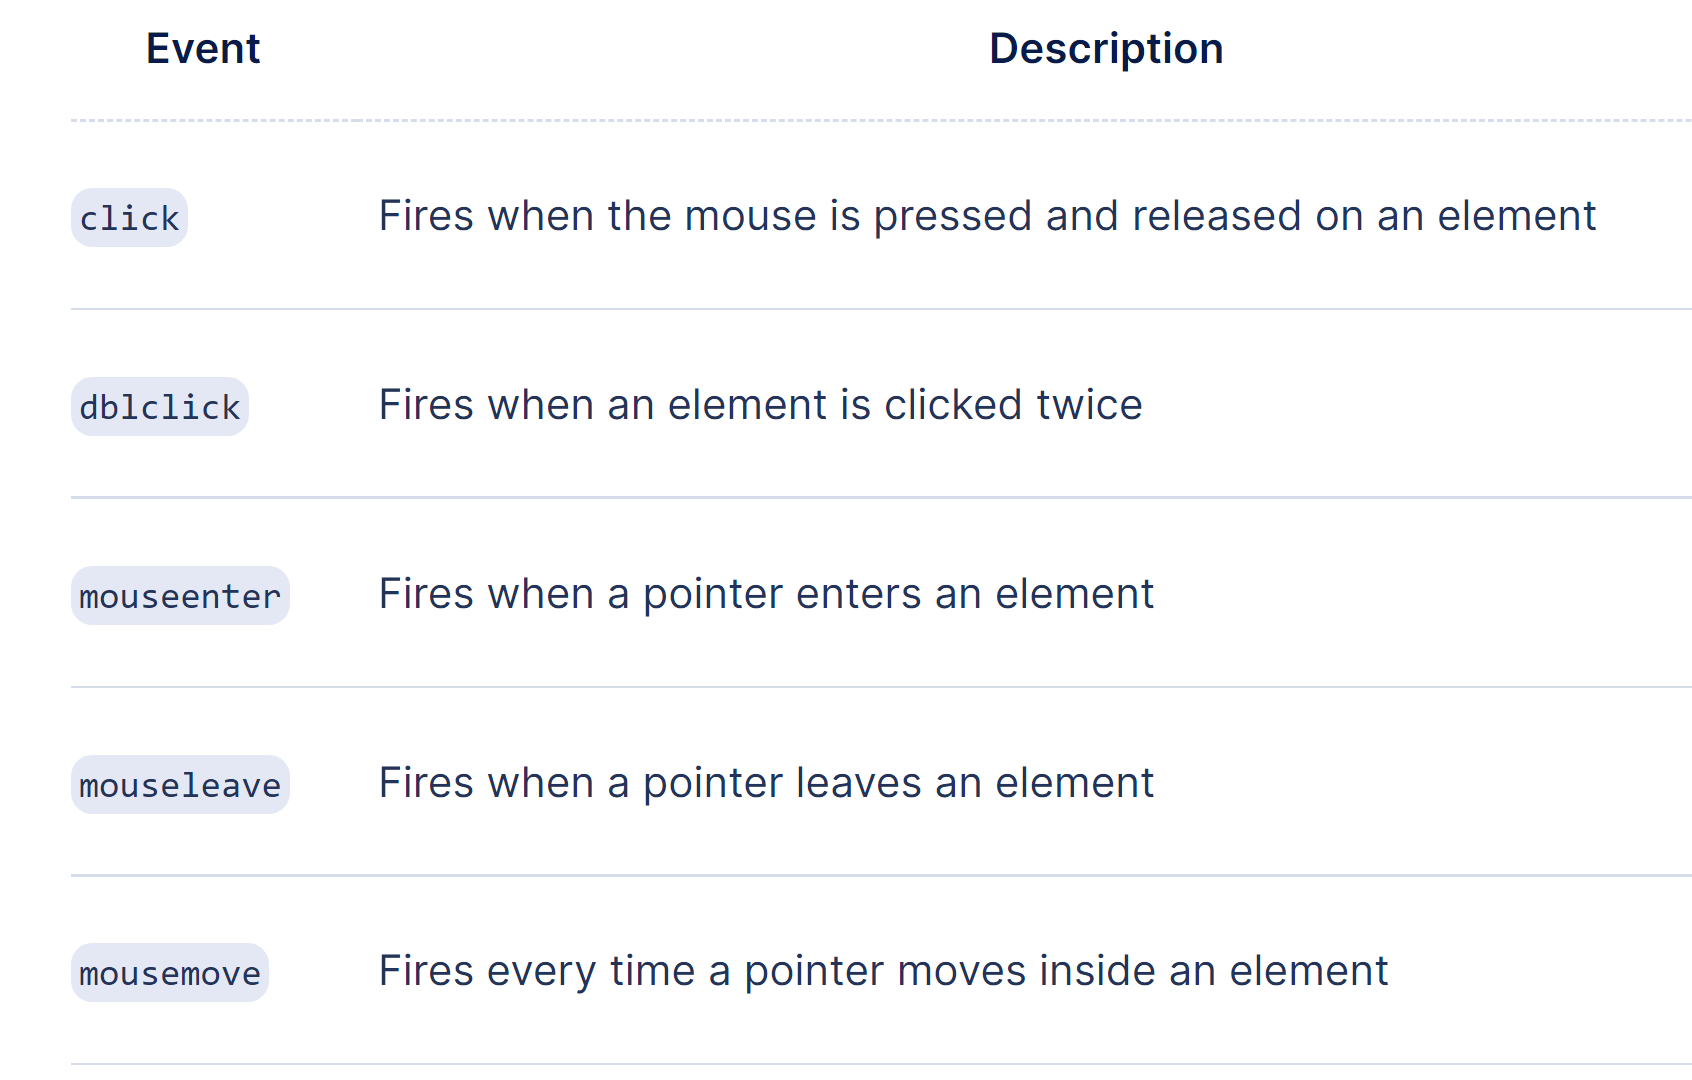 Event Description
click Fires when the mouse is pressed and released on an element
dblclick Fires when an element is clicked twice
mouseenter Fires when a pointer enters an element
mouseleave Fires when a pointer leaves an element
mousemove Fires every time a pointer moves inside an element